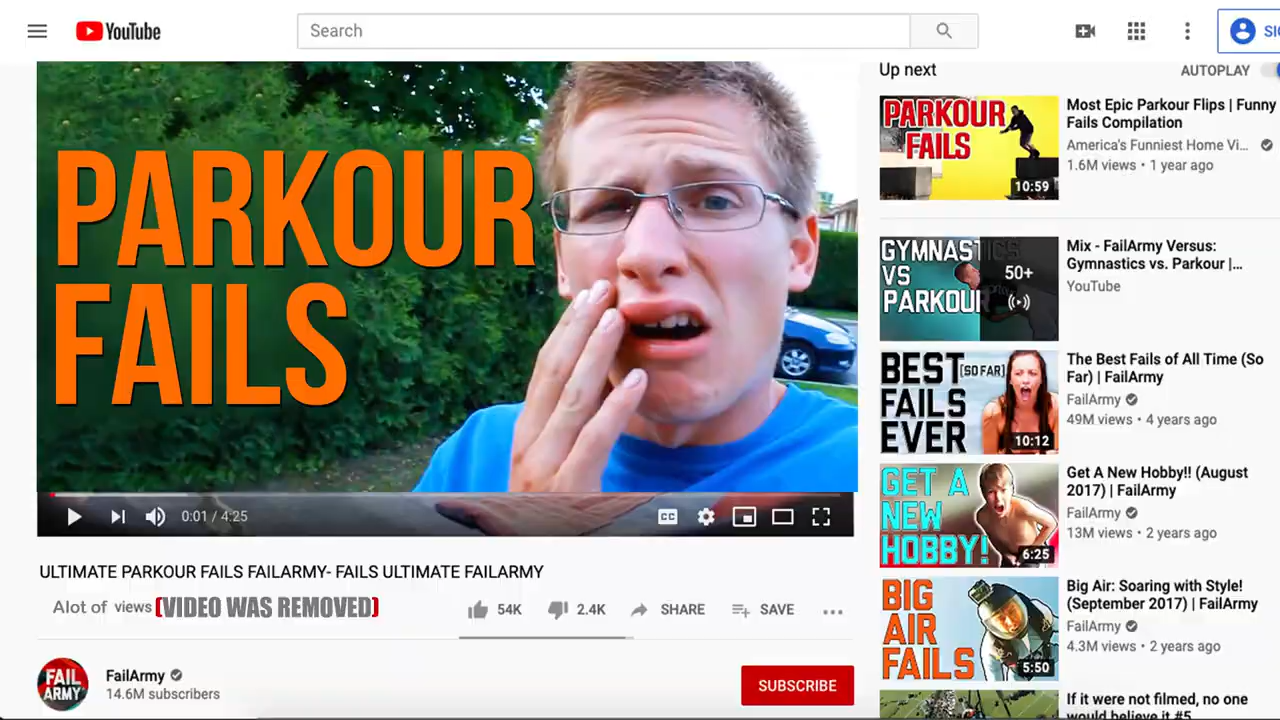 YouTube
Search
SI
PARKOUR
FAILS
0:01 / 4:25
CC
ULTIMATE PARKOUR FAILS FAILARMY- FAILS ULTIMATE FAILARMY
Alot of views (VIDEO WAS REMOVED)
54K
2.4K
SHARE
SAVE
FAIL
ARMY
FailArmy
14.6M subscribers
SUBSCRIBE
Up next
AUTOPLAY
PARKOUR
FAILS
10:59
Most Epic Parkour Flips | Funny
Fails Compilation
America's Funniest Home Vi...
1.6M views • 1 year ago
GYMNASTICS
VS
PARKOUR
50+
Mix - FailArmy Versus:
Gymnastics vs. Parkour |...
YouTube
BEST (SO FAR)
FAILS
EVER
10:12
The Best Fails of All Time (So
Far) | FailArmy
FailArmy
49M views • 4 years ago
GET A
NEW
HOBBY!
6:25
Get A New Hobby!! (August
2017) | FailArmy
FailArmy
13M views • 2 years ago
BIG
AIR
FAILS
5:50
Big Air: Soaring with Style!
(September 2017) | FailArmy
FailArmy
4.3M views • 2 years ago
If it were not filmed, no one
would believe it #5